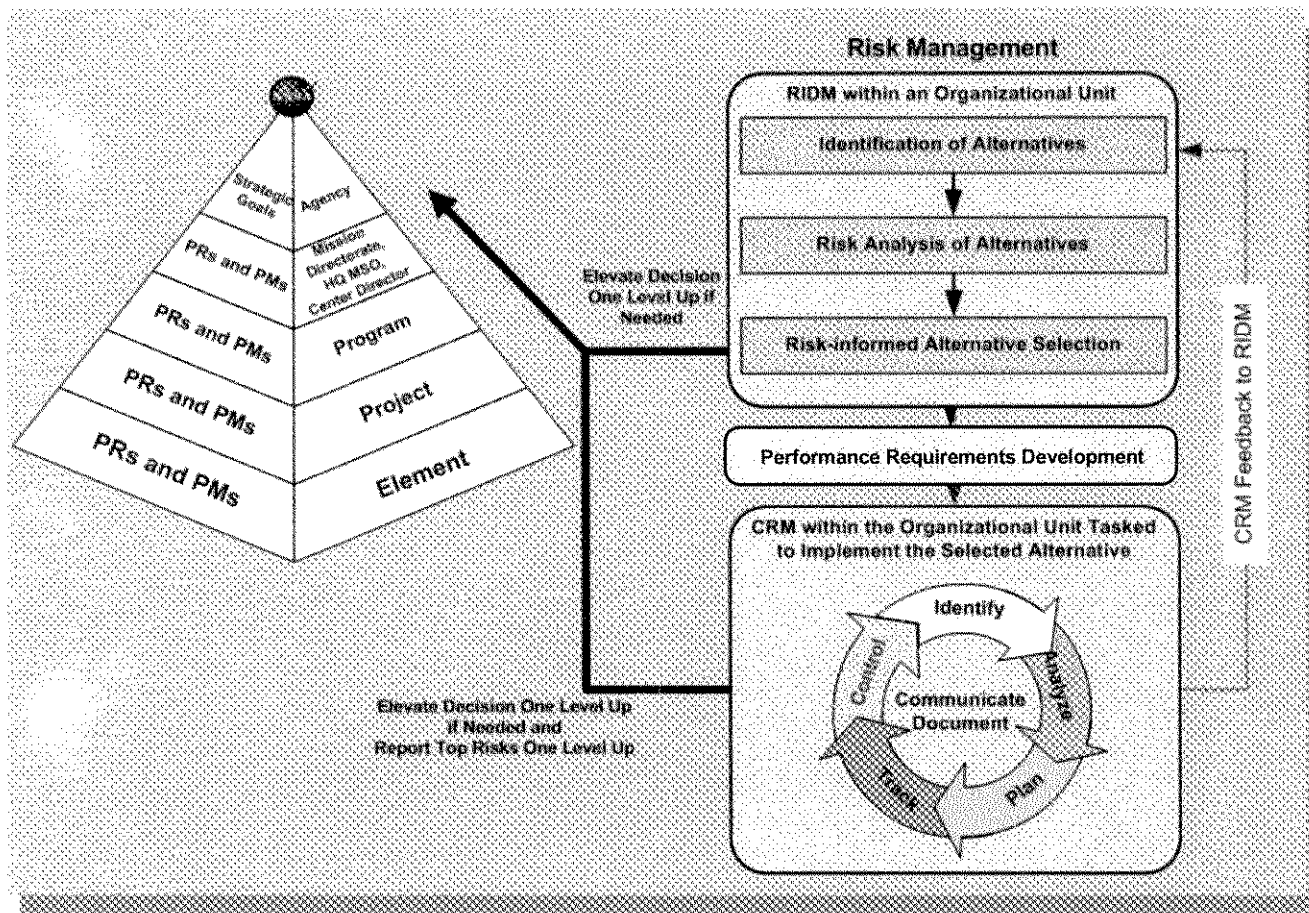 Risk Management
RIDM within an Organizational Unit
Identification of Alternatives
Risk Analysis of Alternatives
Risk-informed Alternative Selection
Performance Requirements Development
CRM within the Organizational Unit Tasked
to Implement the Selected Alternative
Identify
Analyze
Plan
Track
Control
Communicate
Document
CRM Feedback to RIDM
Elevate Decision
One Level Up if
Needed
Elevate Decision One Level Up
if Needed and
Report Top Risks One Level Up
Strategic
Goals
Agency
PRs and PMs
Mission
Directorate,
HQ MSO,
Center Director
PRs and PMs
Program
PRs and PMs
Project
PRs and PMs
Element